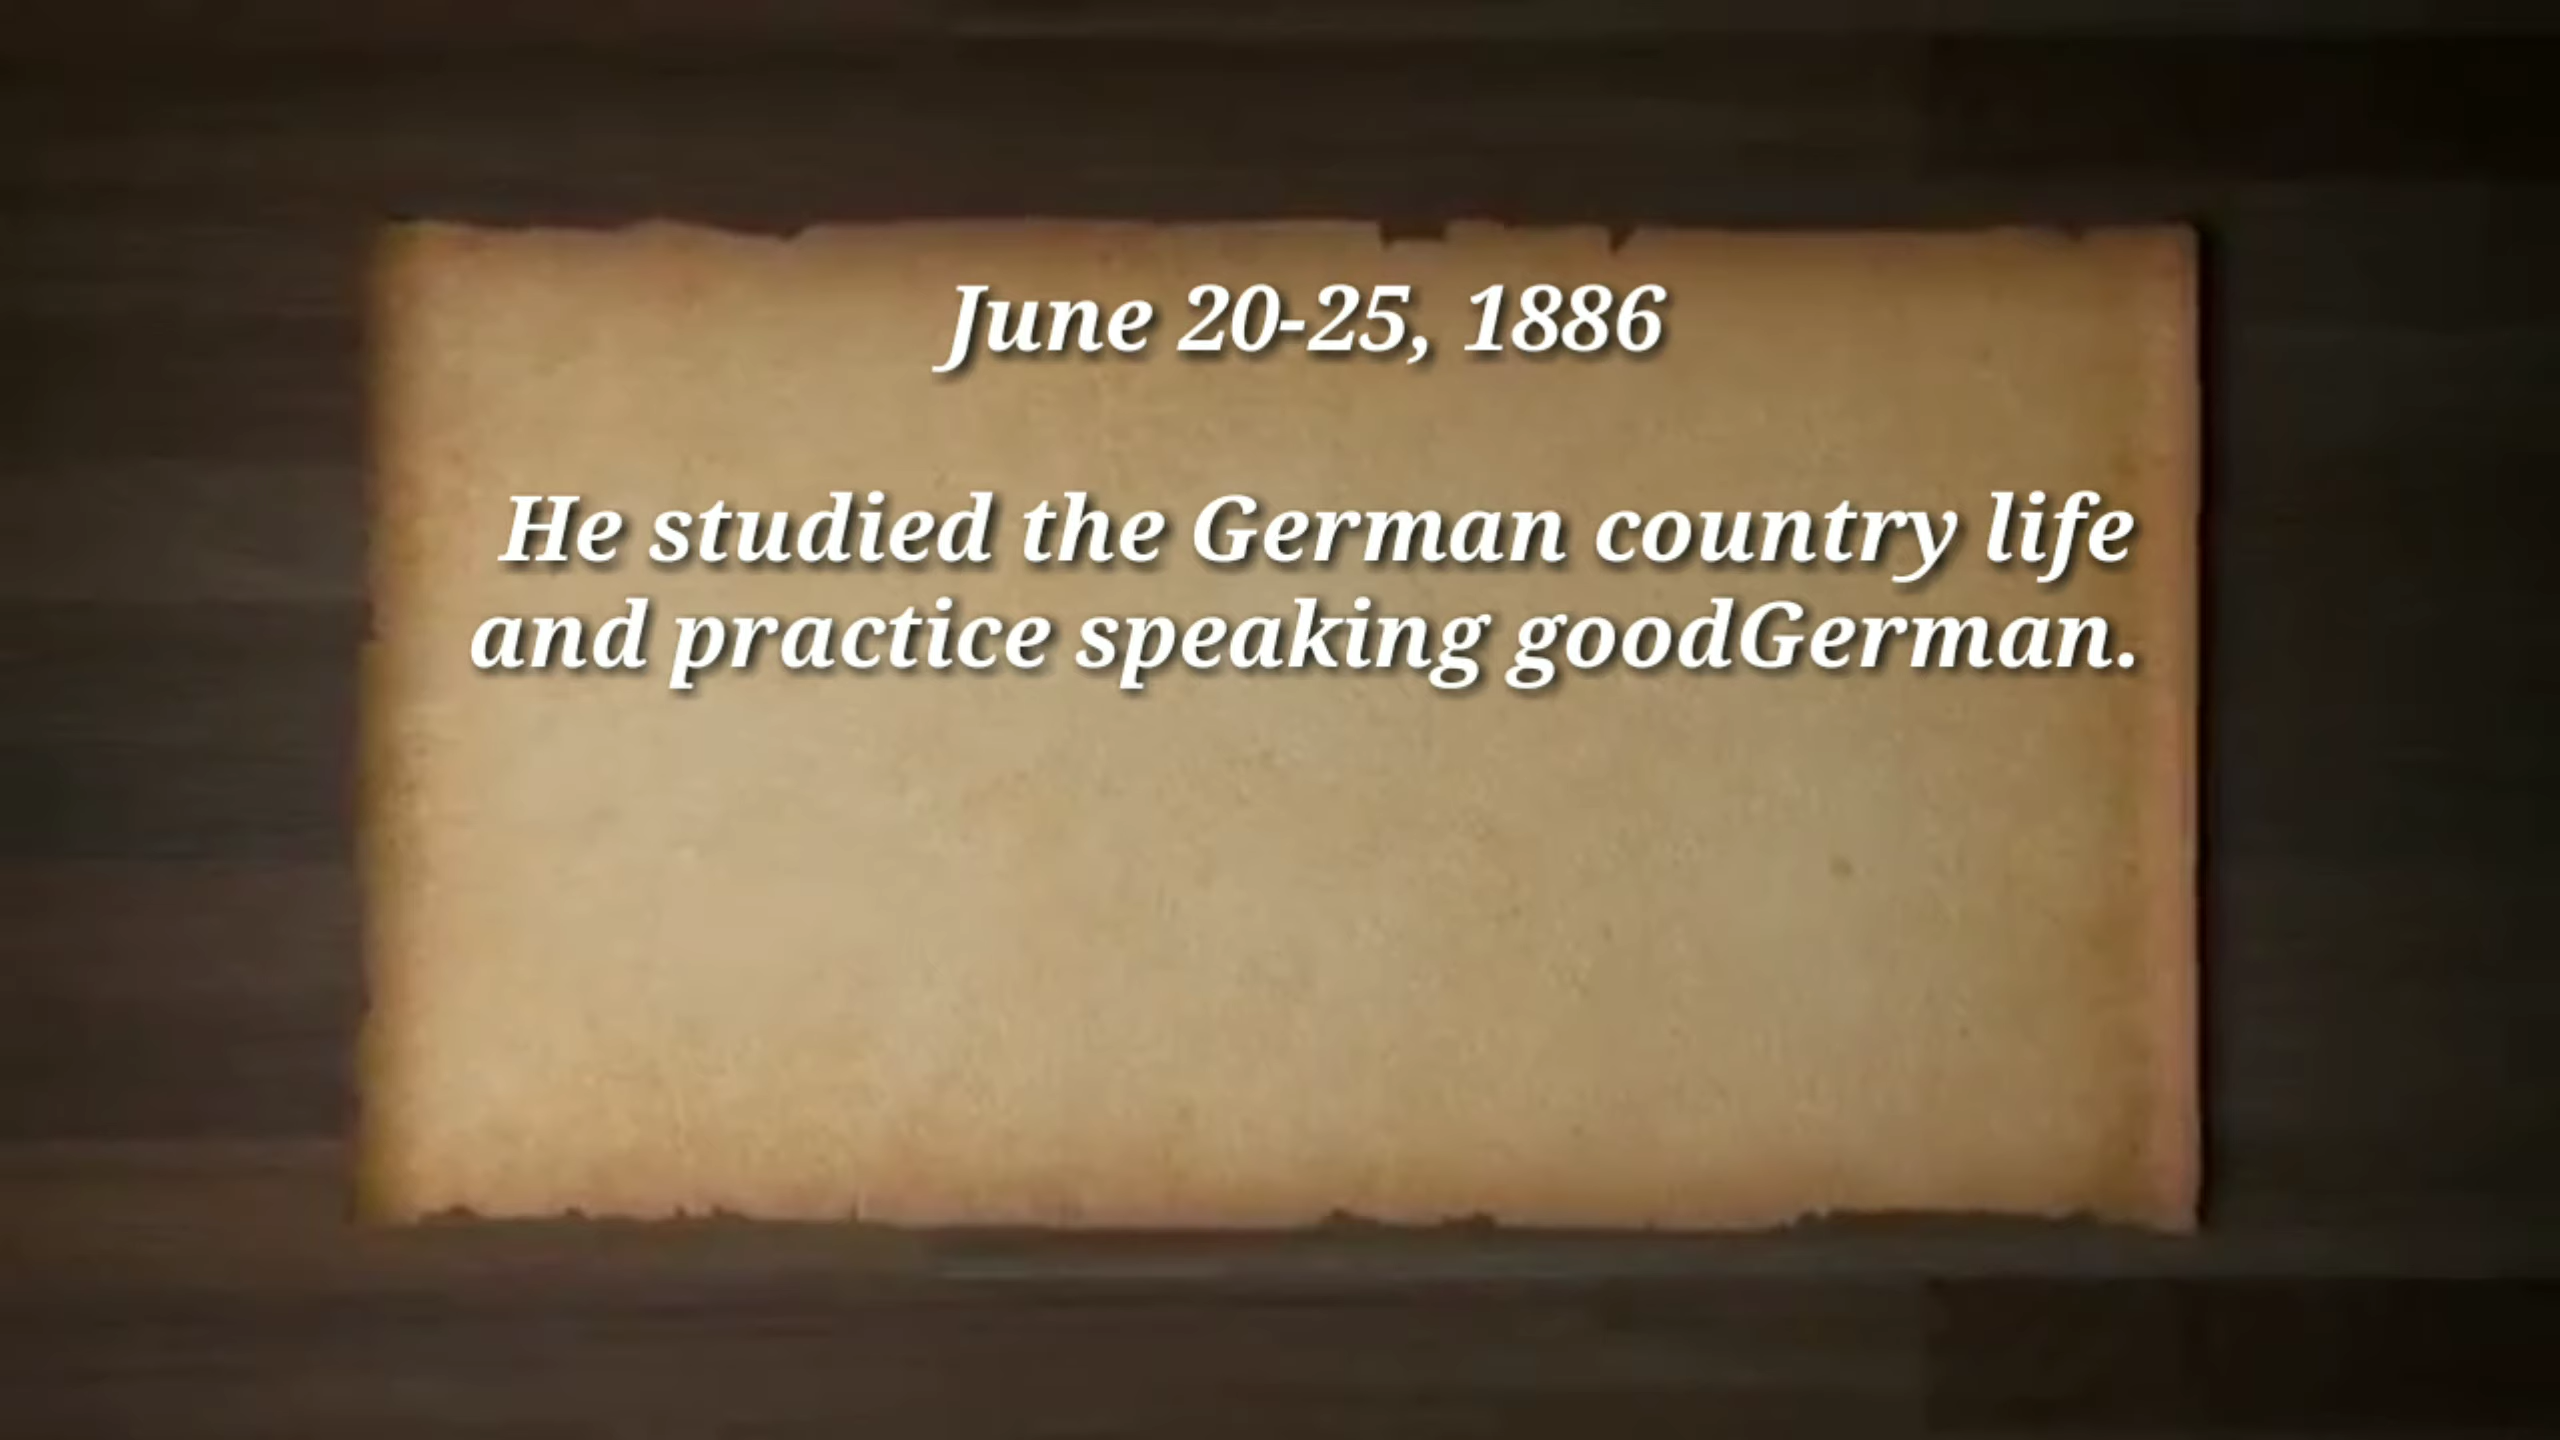 June 20-25, 1886
He studied the German country life
and practice speaking goodGerman.